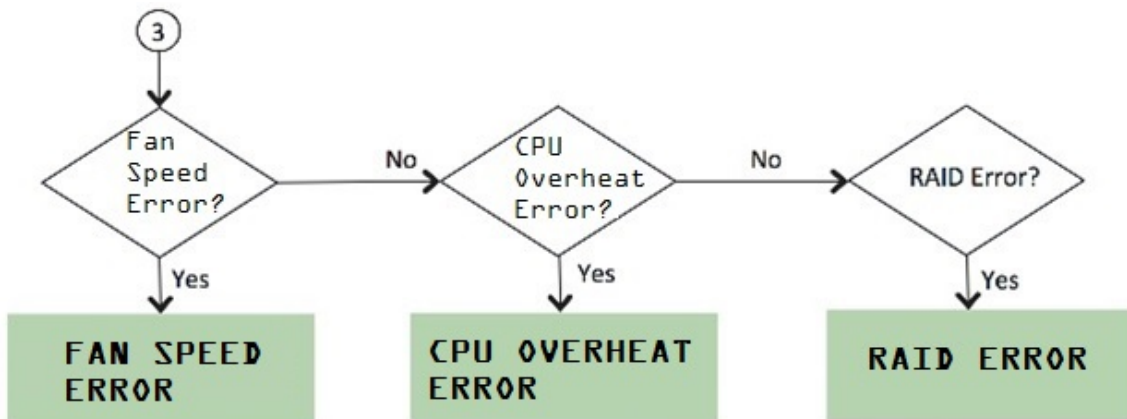 3
Fan
Speed
Error?
No
CPU
Overheat
Error?
No
RAID Error?
Yes
Yes
Yes
FAN SPEED
ERROR
CPU OVERHEAT
ERROR
RAID ERROR